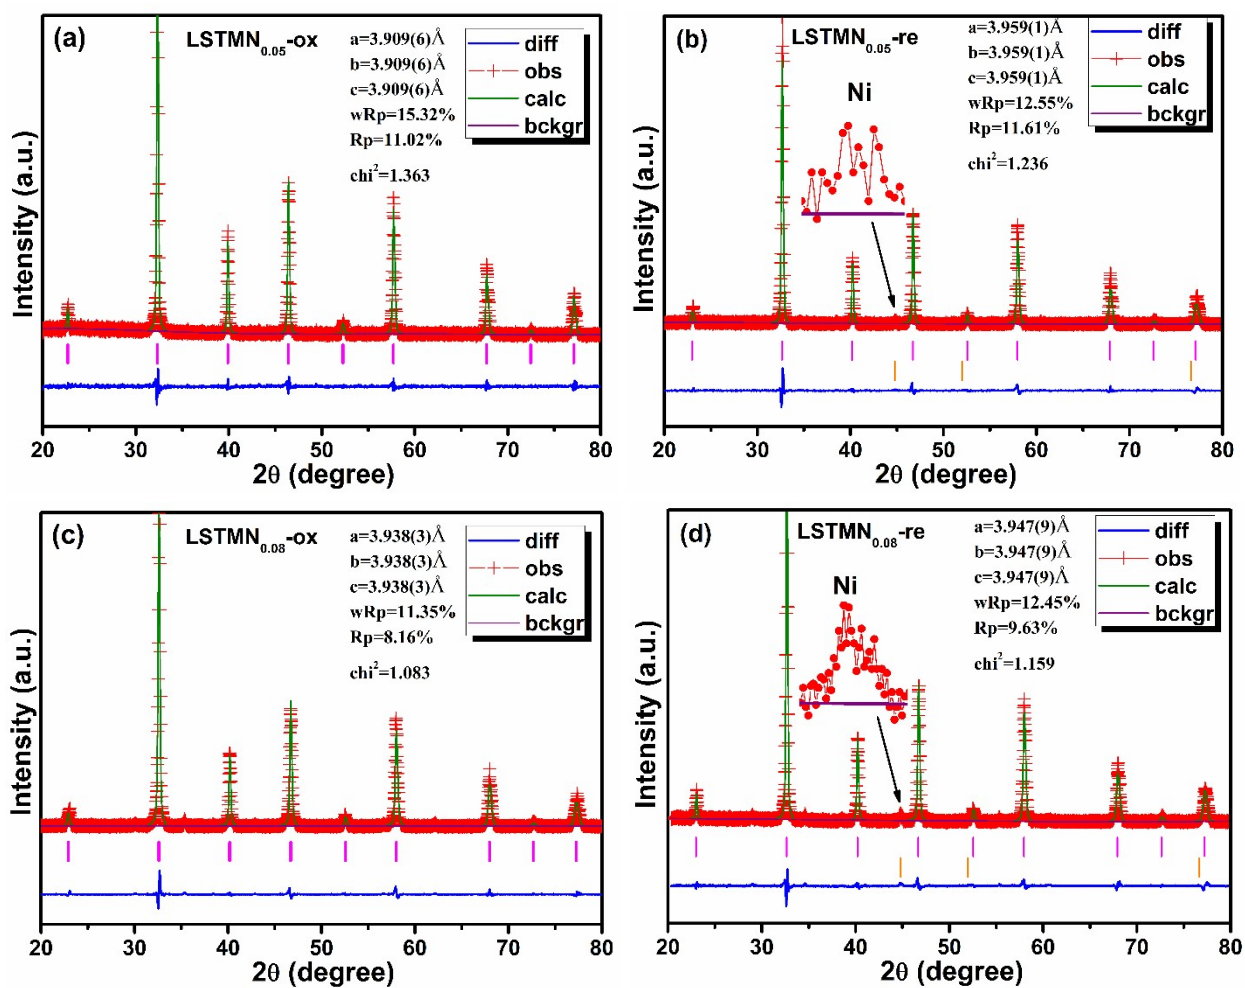 (a)
LSTMN0.05-ox
a=3.909(6)Å
b=3.909(6)Å
c=3.909(6)Å
wRp=15.32%
Rp=11.02%
chi²=1.363
diff
obs
calc
bckgr
Intensity (a.u.)
20 30 40 50 60 70 80
2θ (degree)
(b)
LSTMN0.05-re
a=3.959(1)Å
b=3.959(1)Å
c=3.959(1)Å
wRp=12.55%
Rp=11.61%
chi²=1.236
diff
obs
calc
bckgr
Ni
Intensity (a.u.)
20 30 40 50 60 70 80
2θ (degree)
(c)
LSTMN0.08-ox
a=3.938(3)Å
b=3.938(3)Å
c=3.938(3)Å
wRp=11.35%
Rp=8.16%
chi²=1.083
diff
obs
calc
bckgr
Intensity (a.u.)
20 30 40 50 60 70 80
2θ (degree)
(d)
LSTMN0.08-re
a=3.947(9)Å
b=3.947(9)Å
c=3.947(9)Å
wRp=12.45%
Rp=9.63%
chi²=1.159
diff
obs
calc
bckgr
Ni
Intensity (a.u.)
30 40 50 60 70 80
2θ (degree)